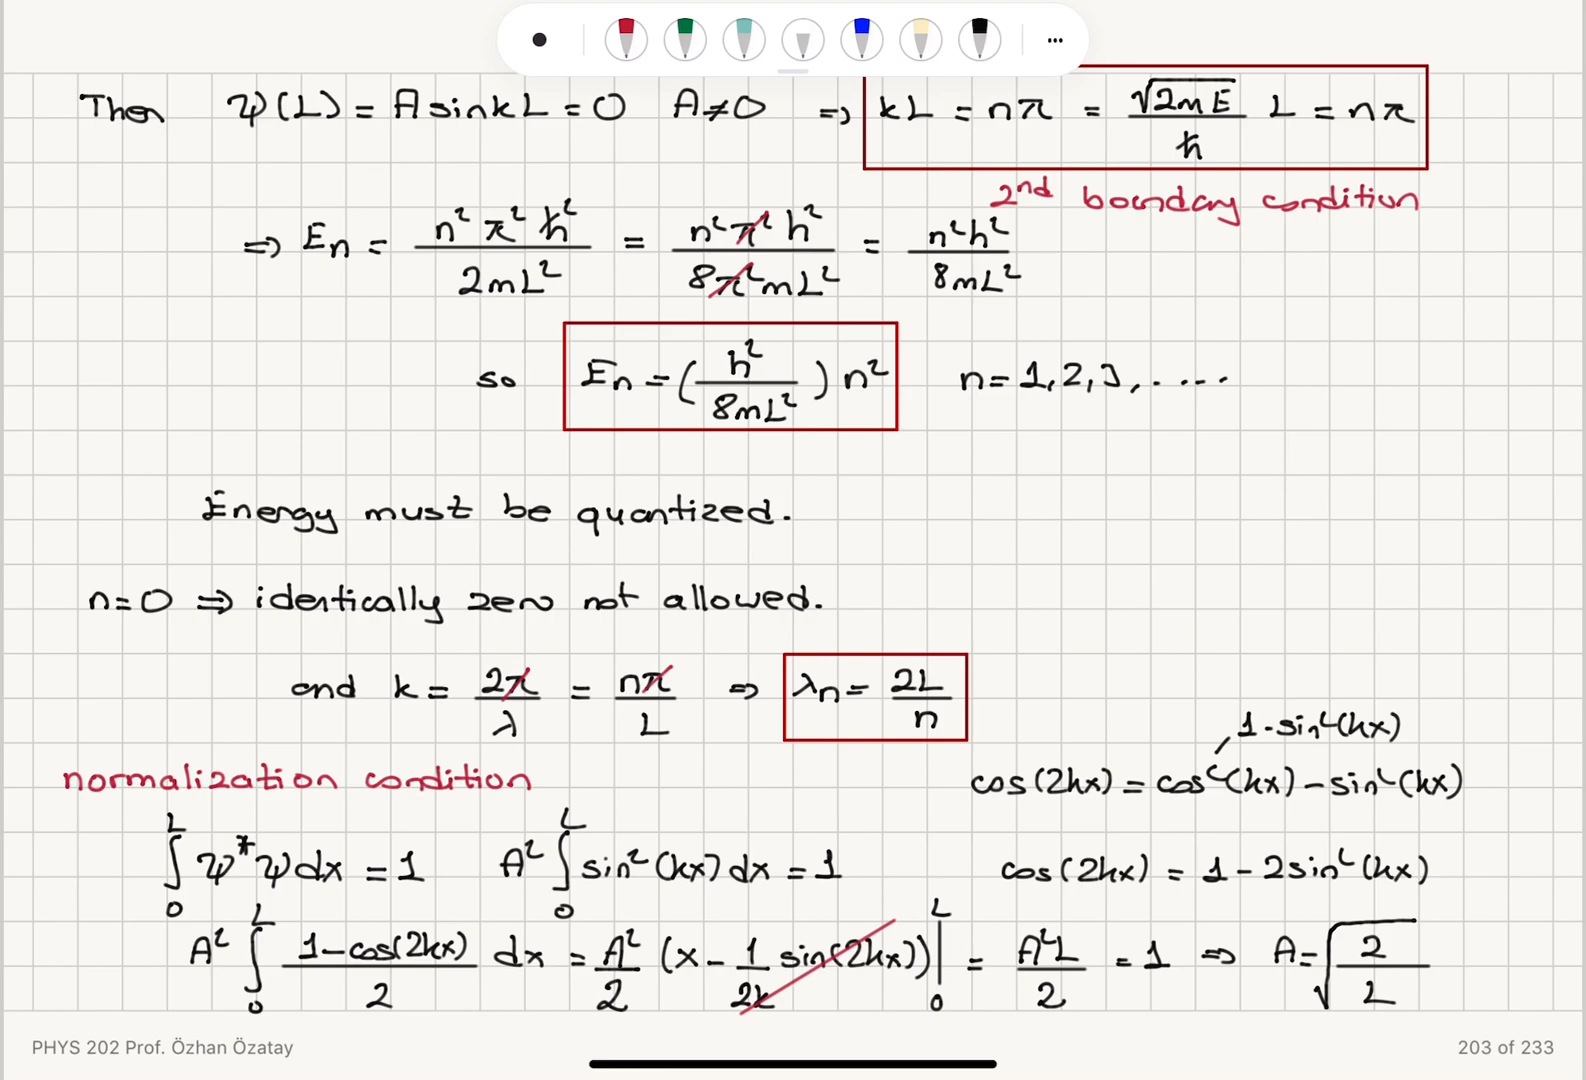 Then ψ(L) = A sinkL = 0 A≠0 ⇒ kL = nπ = √2mE/ħ L = nπ
2nd boundary condition
⇒ En = n²π²ħ²/2mL² = n²π²h²/8π²mL² = n²h²/8mL²
so En = (h²/8mL²) n² n = 1, 2, 3, ....
Energy must be quantized.
n=0 ⇒ identically zero not allowed.
and k = 2π/λ = nπ/L ⇒ λn = 2L/n
1-sin²(kx)
normalization condition cos(2kx) = cos²(kx) - sin²(kx)
∫₀ᴸ ψ*ψdx = 1 A² ∫₀ᴸ sin²(kx)dx = 1 cos(2kx) = 1 - 2sin²(kx)
A² ∫₀ᴸ 1-cos(2kx)/2 dx = A²/2 (x - 1/2k sin(2kx))|₀ᴸ = A²L/2 = 1 ⇒ A = √2/L
PHYS 202 Prof. Özhan Özatay 203 of 233